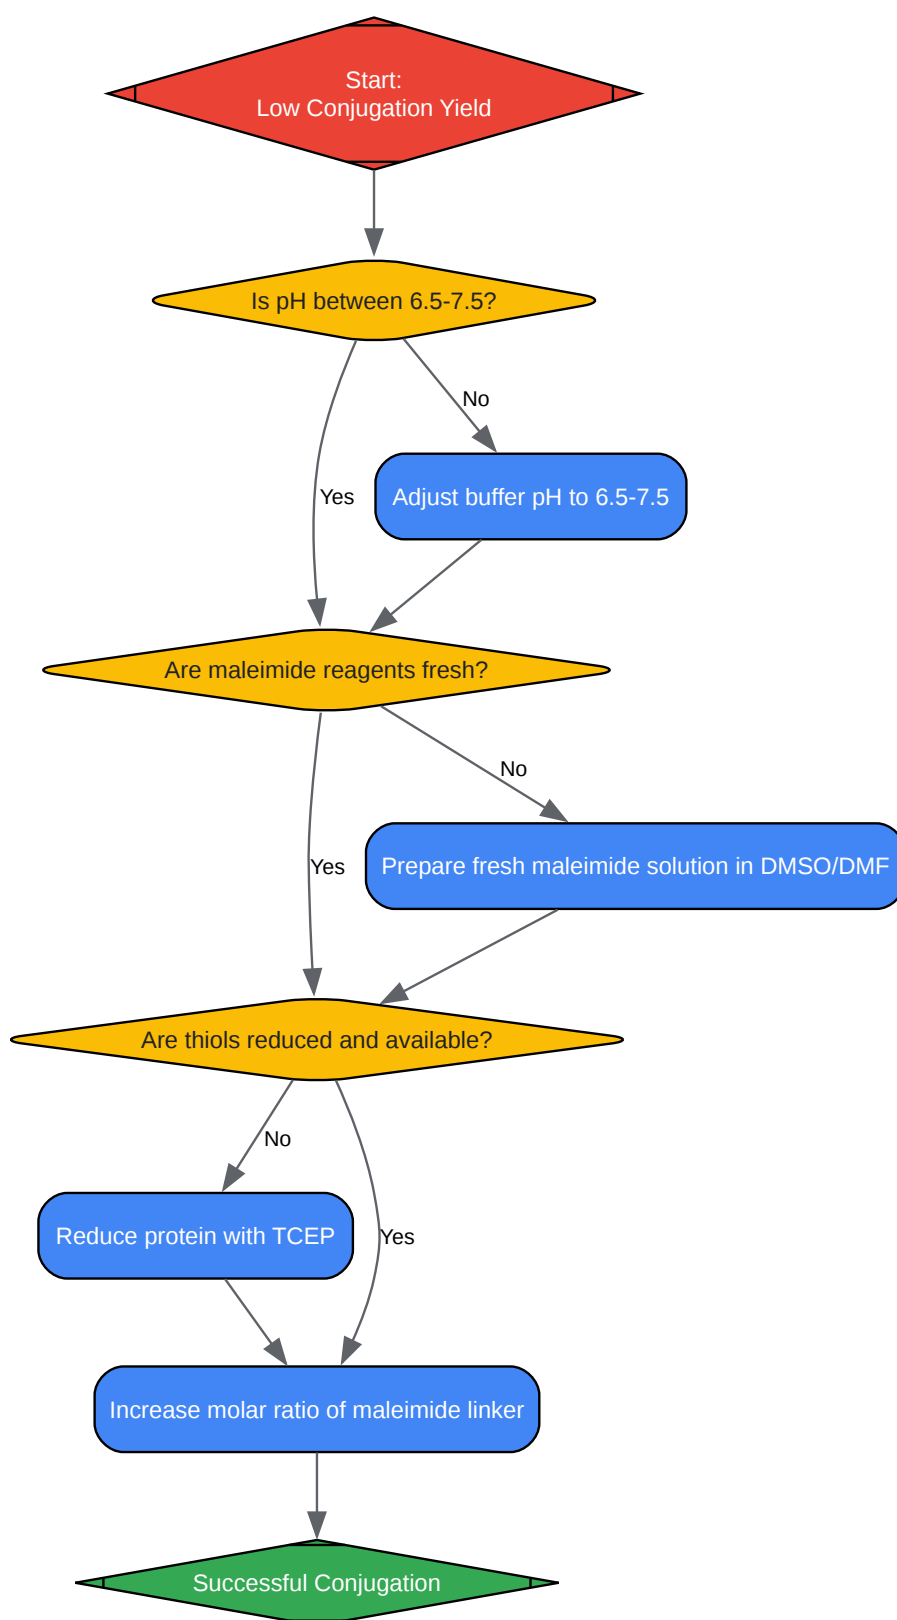 Start:
Low Conjugation Yield
Is pH between 6.5-7.5?
No
Yes
Adjust buffer pH to 6.5-7.5
Are maleimide reagents fresh?
No
Yes
Prepare fresh maleimide solution in DMSO/DMF
Are thiols reduced and available?
No
Reduce protein with TCEP
Yes
Increase molar ratio of maleimide linker
Successful Conjugation